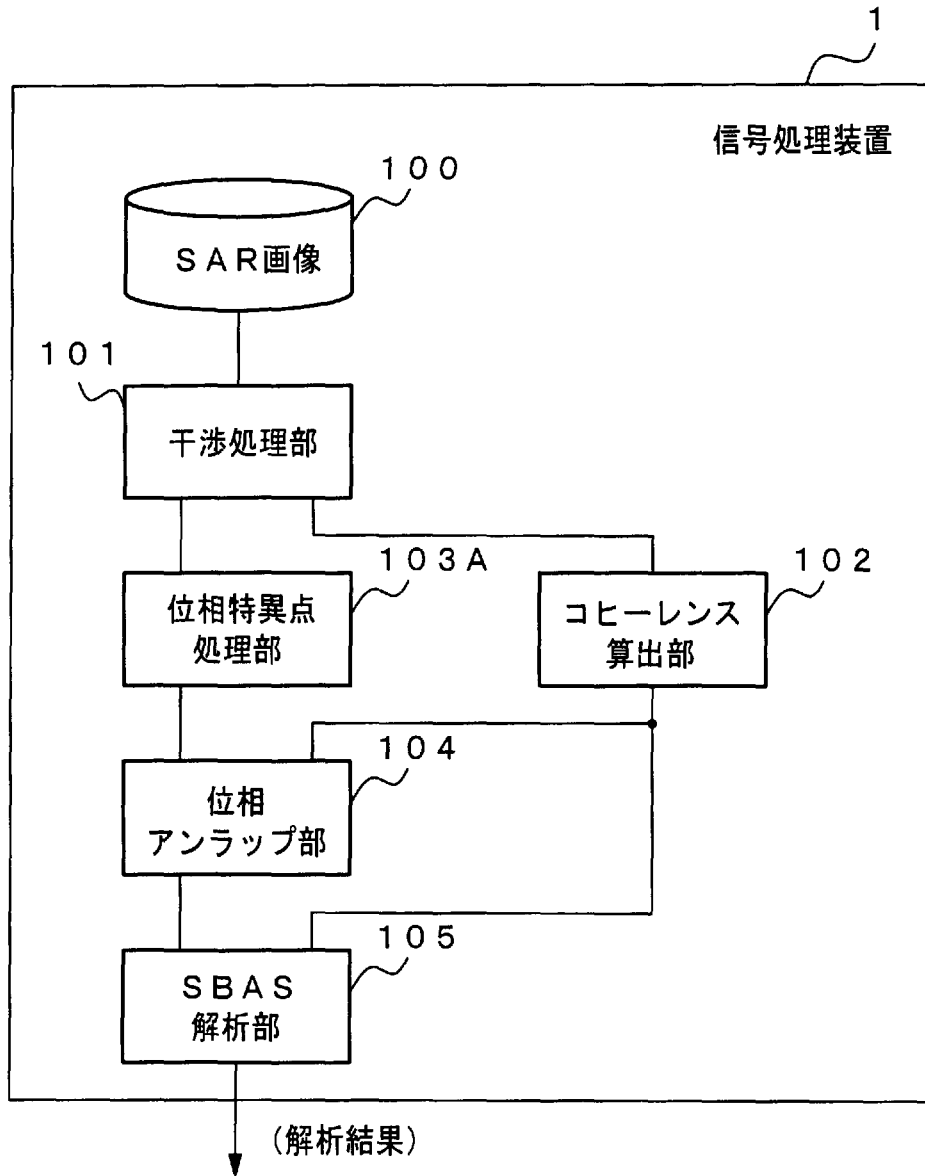 1
信号処理装置
100
SAR画像
101
干渉処理部
103A
位相特異点
処理部
102
コヒーレンス
算出部
104
位相
アンラップ部
105
SBAS
解析部
(解析結果)